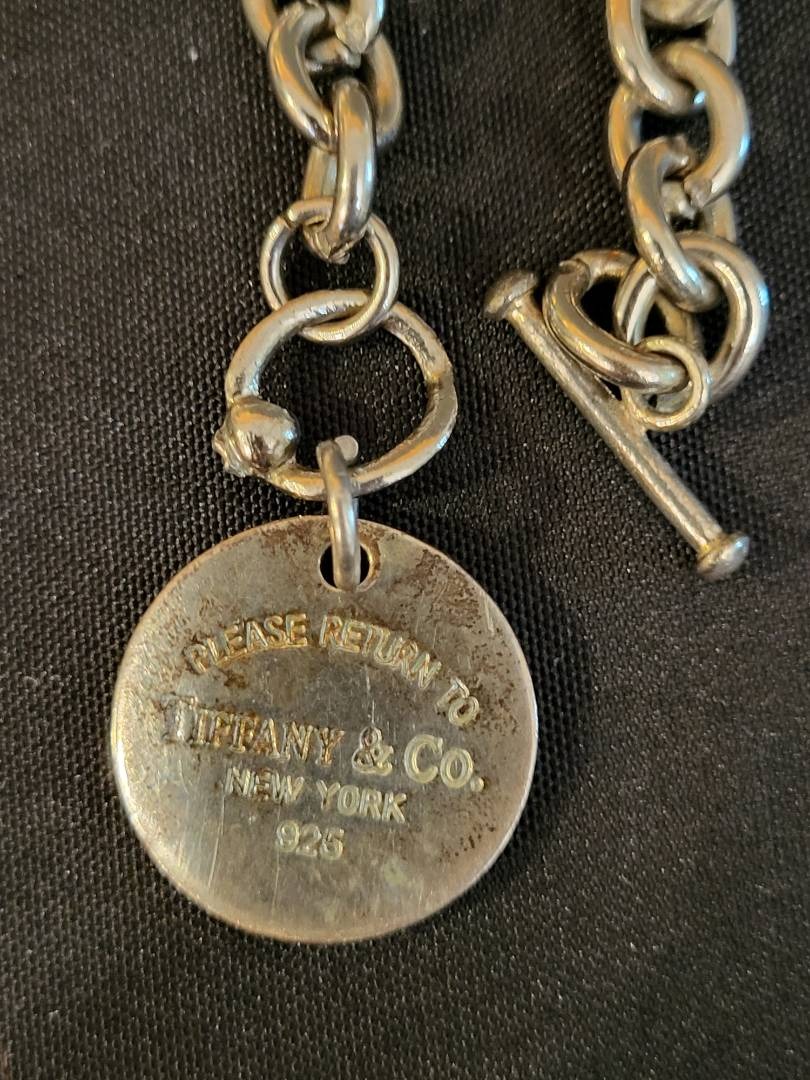 PLEASE RETURN TO
TIFFANY & CO.
NEW YORK
925